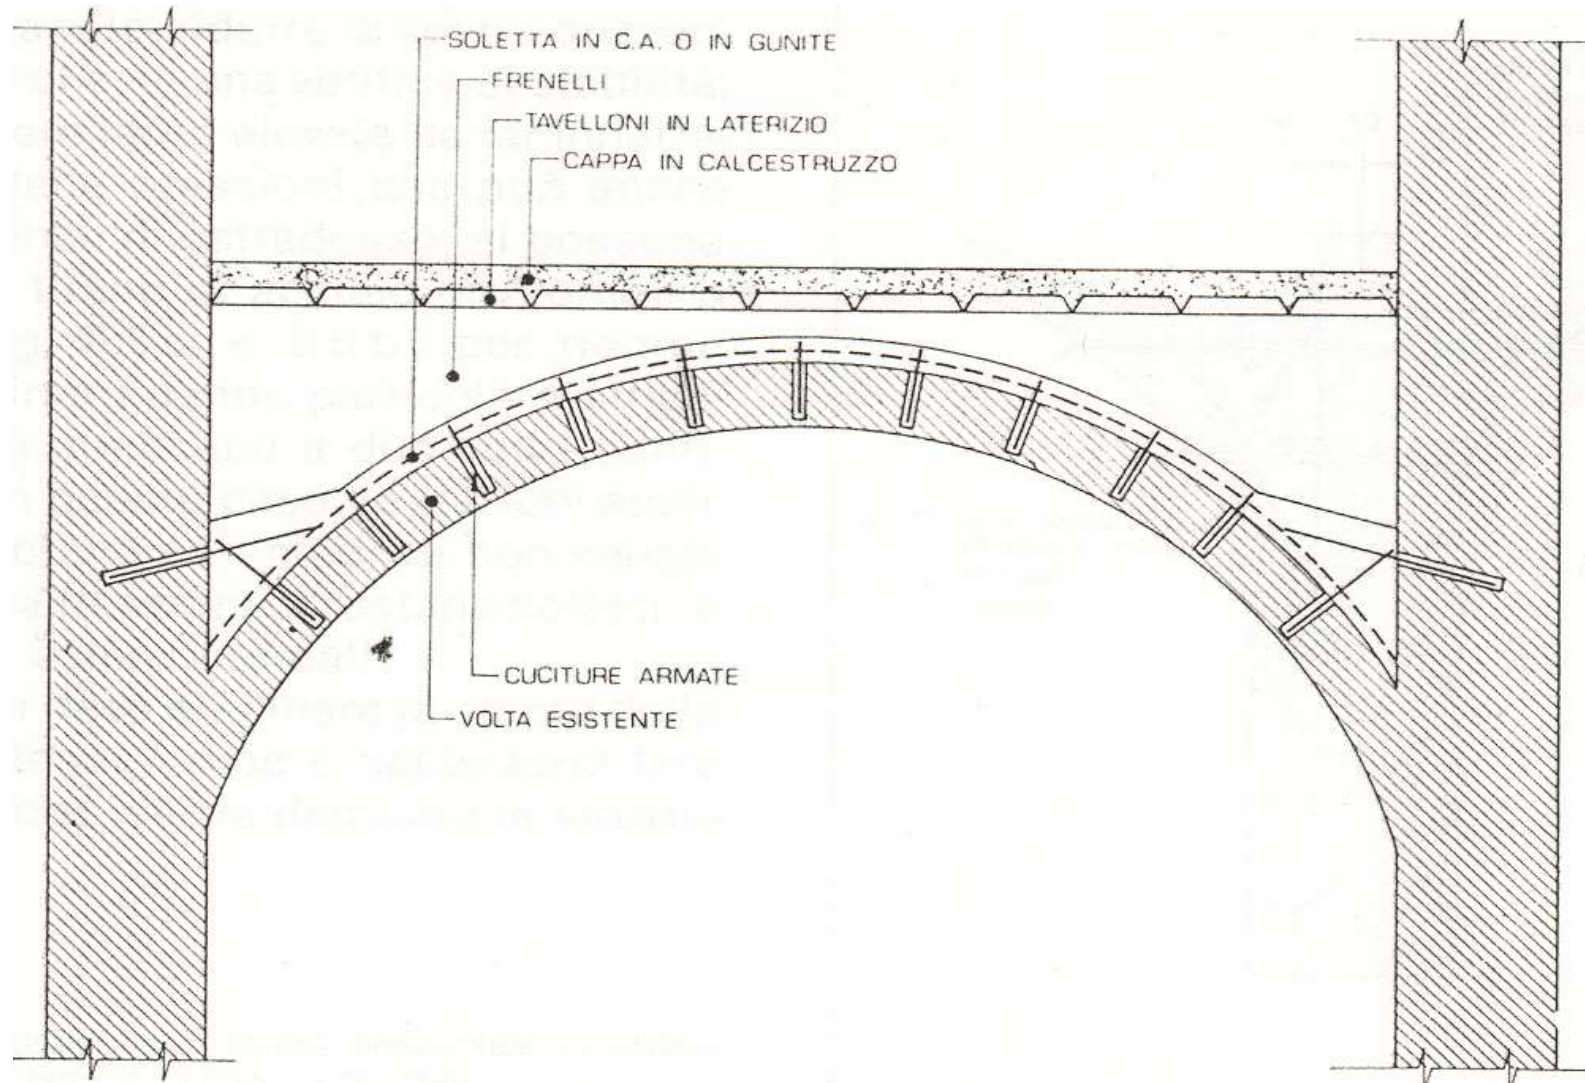 SOLETTA IN C.A. O IN GUNITE
FRENELLI
TAVELLONI IN LATERIZIO
CAPPA IN CALCESTRUZZO
CUCITURE ARMATE
VOLTA ESISTENTE